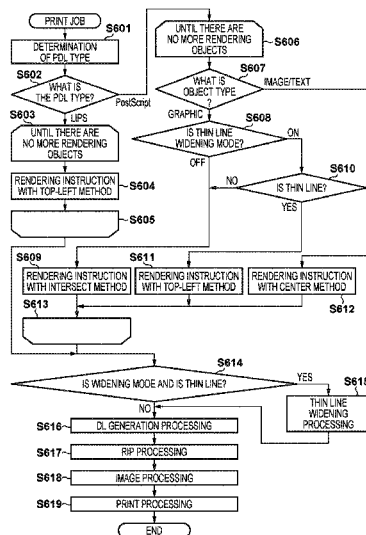 PRINT JOB
S601
DETERMINATION
OF PDL TYPE
S602
WHAT IS
THE PDL TYPE?
PostScript
LIPS
S603
UNTIL THERE ARE
NO MORE RENDERING
OBJECTS
S604
RENDERING INSTRUCTION
WITH TOP-LEFT METHOD
S605
S606
UNTIL THERE ARE
NO MORE RENDERING
OBJECTS
S607
WHAT IS
OBJECT TYPE
?
IMAGE/TEXT
GRAPHIC
S608
IS THIN LINE
WIDENING MODE?
ON
OFF
S610
IS THIN LINE?
NO
YES
S609
RENDERING INSTRUCTION
WITH INTERSECT METHOD
S611
RENDERING INSTRUCTION
WITH TOP-LEFT METHOD
RENDERING INSTRUCTION
WITH CENTER METHOD
S612
S613
S614
IS WIDENING MODE AND IS THIN LINE?
YES
NO
S615
THIN LINE
WIDENING
PROCESSING
S616
DL GENERATION PROCESSING
S617
RIP PROCESSING
S618
IMAGE PROCESSING
S619
PRINT PROCESSING
END